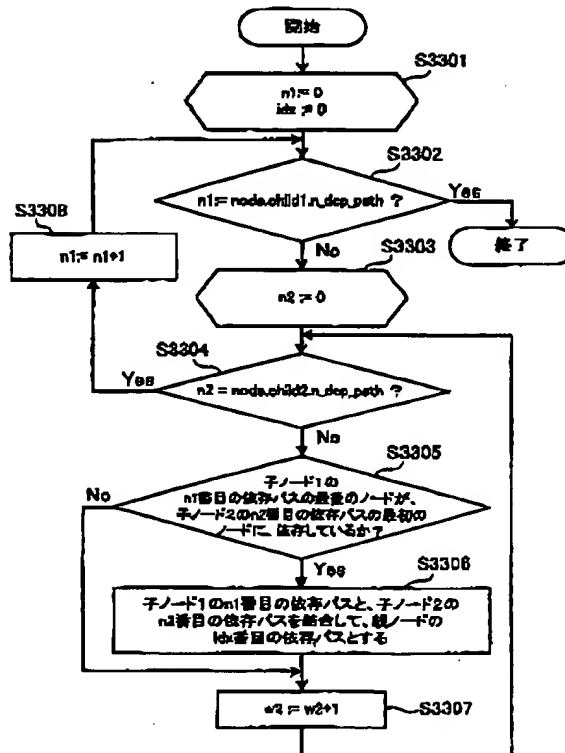 開始
S3301
n1:= 0
idx := 0
S3302
n1:= node.child1.n_dep_path ?
Yes
終了
S3308
n1:= n1+1
No
S3303
n2 := 0
S3304
Yes
n2 = node.child2.n_dep_path ?
No
S3305
No
子ノード1の
n1番目の依存パスの最後のノードが、
子ノード2のn2番目の依存パスの最初の
ノードに、依存しているか?
Yes
S3306
子ノード1のn1番目の依存パスと、子ノード2の
n2番目の依存パスを結合して、親ノードの
idx番目の依存パスとする
w2 := w2+1
S3307